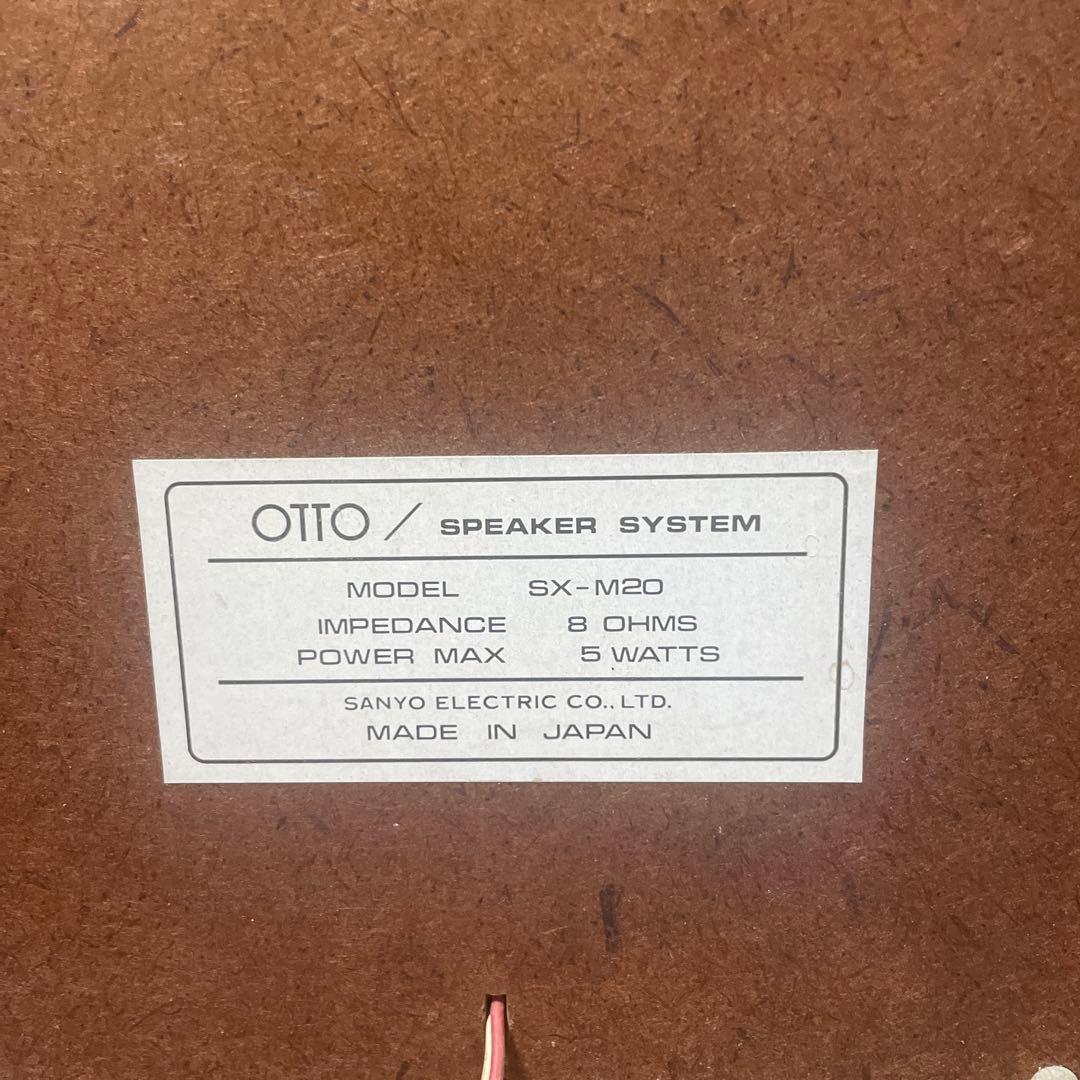 OTTO / SPEAKER SYSTEM
MODEL SX-M20
IMPEDANCE 8 OHMS
POWER MAX 5 WATTS
SANYO ELECTRIC CO., LTD.
MADE IN JAPAN